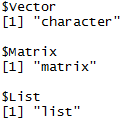 $Vector
[1] "character"
$Matrix
[1] "matrix"
$List
[1] "list"